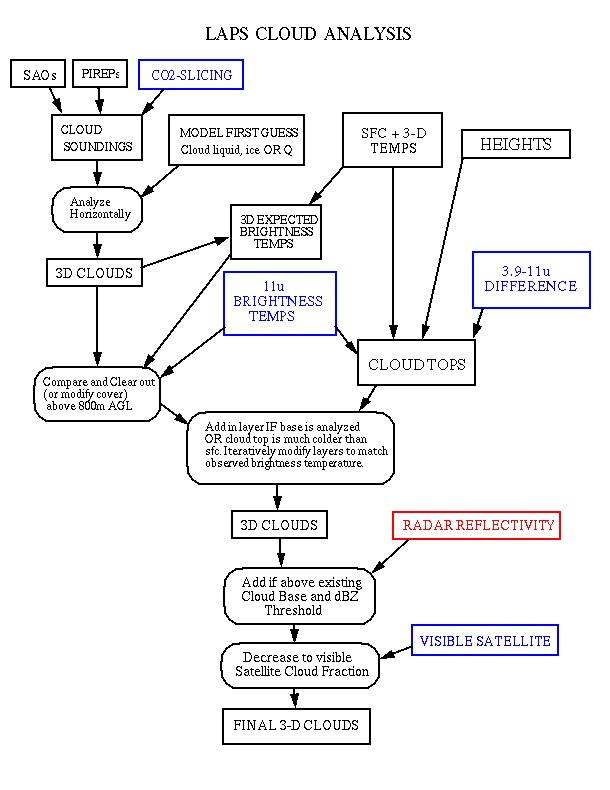 LAPS CLOUD ANALYSIS
SAOs
PIREPs
CO2-SLICING
CLOUD
SOUNDINGS
MODEL FIRST GUESS
Cloud liquid, ice OR Q
SFC + 3-D
TEMPS
HEIGHTS
Analyze
Horizontally
3D EXPECTED
BRIGHTNESS
TEMPS
3D CLOUDS
11u
BRIGHTNESS
TEMPS
3.9-11u
DIFFERENCE
CLOUD TOPS
Compare and Clear out
(or modify cover)
above 800m AGL
Add in layer IF base is analyzed
OR cloud top is much colder than
sfc. Iteratively modify layers to match
observed brightness temperature.
3D CLOUDS
RADAR REFLECTIVITY
Add if above existing
Cloud Base and dBZ
Threshold
VISIBLE SATELLITE
Decrease to visible
Satellite Cloud Fraction
FINAL 3-D CLOUDS